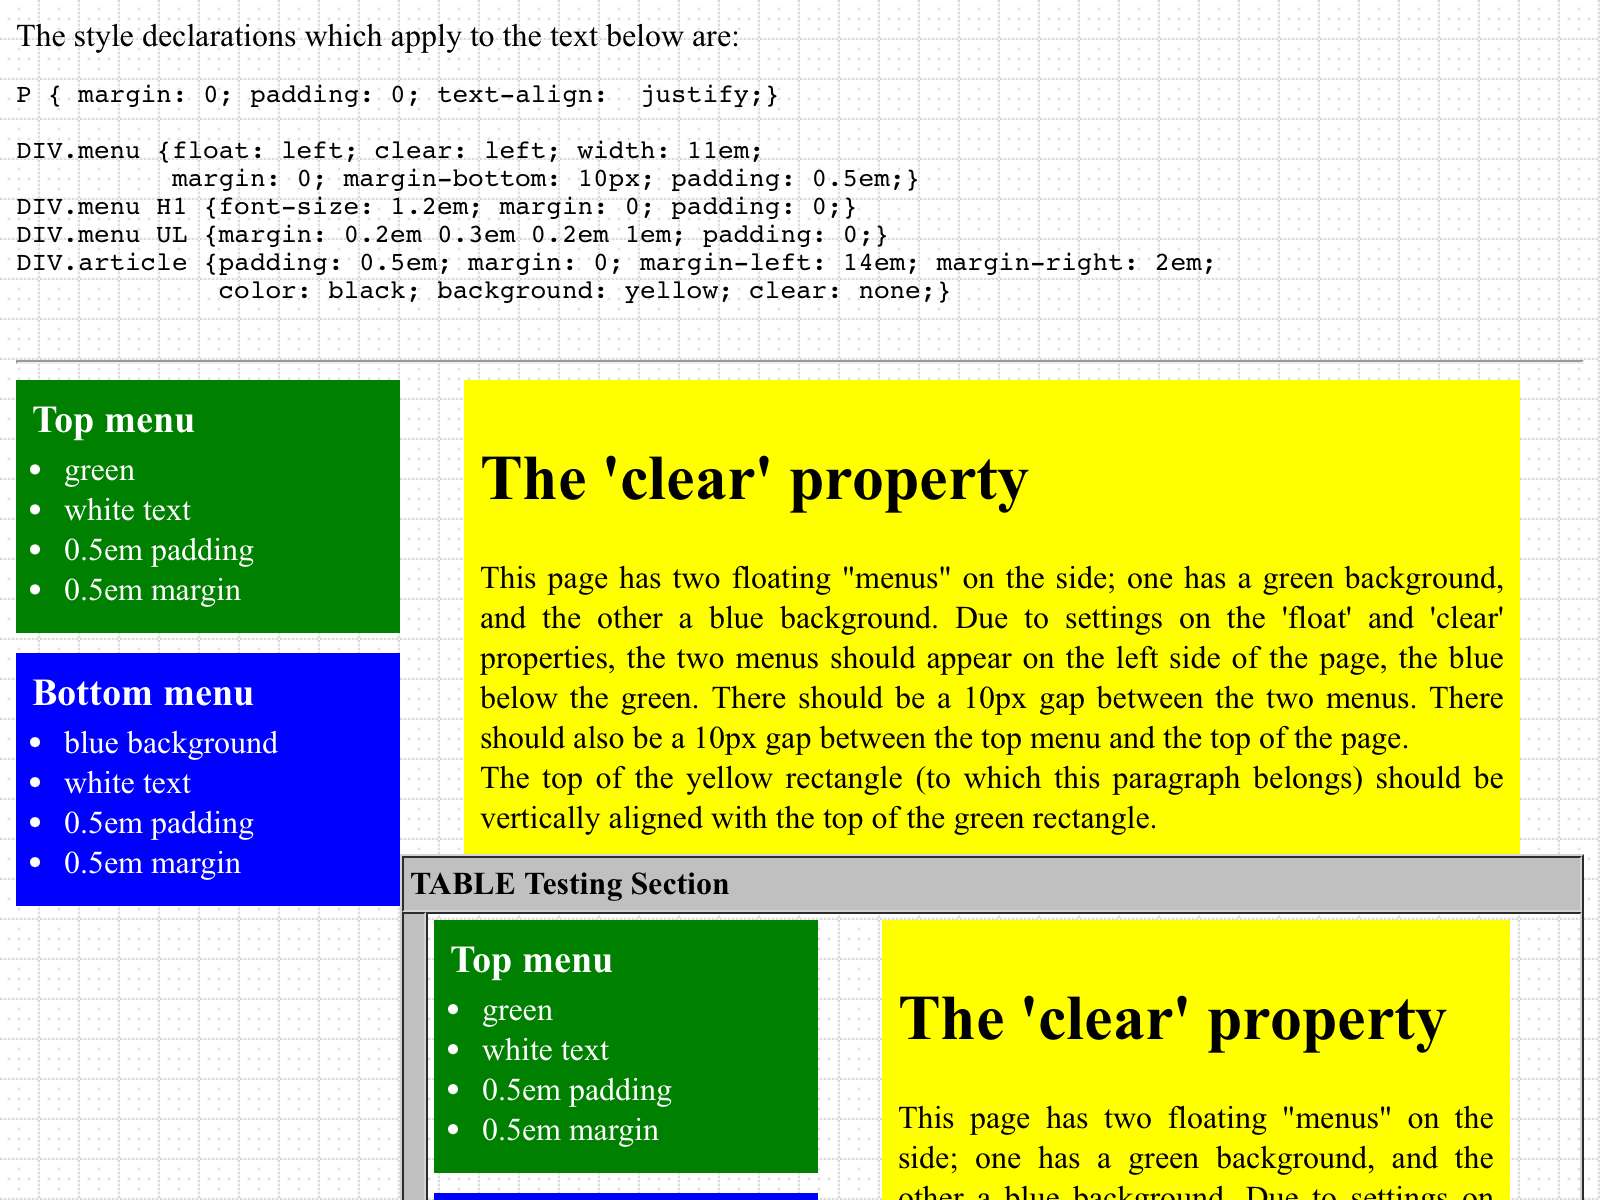 The style declarations which apply to the text below are:
P { margin: 0; padding: 0; text-align:  justify;}
DIV.menu {float: left; clear: left; width: 11em;
          margin: 0; margin-bottom: 10px; padding: 0.5em;}
DIV.menu H1 {font-size: 1.2em; margin: 0; padding: 0;}
DIV.menu UL {margin: 0.2em 0.3em 0.2em 1em; padding: 0;}
DIV.article {padding: 0.5em; margin: 0; margin-left: 14em; margin-right: 2em;
             color: black; background: yellow; clear: none;}
Top menu
• green
• white text
• 0.5em padding
• 0.5em margin
Bottom menu
• blue background
• white text
• 0.5em padding
• 0.5em margin
The 'clear' property
This page has two floating "menus" on the side; one has a green background,
and the other a blue background. Due to settings on the 'float' and 'clear'
properties, the two menus should appear on the left side of the page, the blue
below the green. There should be a 10px gap between the two menus. There
should also be a 10px gap between the top menu and the top of the page.
The top of the yellow rectangle (to which this paragraph belongs) should be
vertically aligned with the top of the green rectangle.
TABLE Testing Section
Top menu
• green
• white text
• 0.5em padding
• 0.5em margin
The 'clear' property
This page has two floating "menus" on the
side; one has a green background, and the
other a blue background. Due to settings on